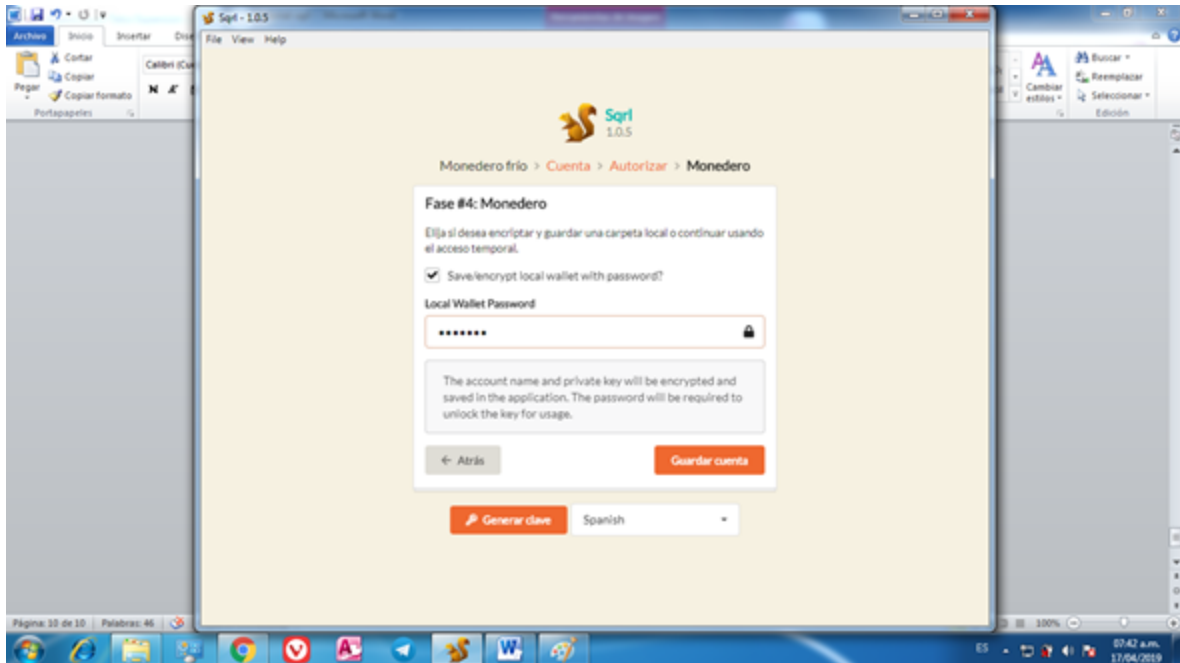 Sqrl - 1.0.5
Archivo Inicio Insertar
File View Help
Cortar
Copiar
Copiar formato
Pegar
Portapapeles
Calibri (Cu
N K
Cambiar
estilos
Buscar
Reemplazar
Seleccionar
Edición
Sqrl
1.0.5
Monedero frío > Cuenta > Autorizar > Monedero
Fase #4: Monedero
Elija si desea encriptar y guardar una carpeta local o continuar usando
el acceso temporal.
Save/encrypt local wallet with password?
Local Wallet Password
•••••••
The account name and private key will be encrypted and
saved in the application. The password will be required to
unlock the key for usage.
← Atrás
Guardar cuenta
Generar clave
Spanish
Página: 10 de 10 Palabras: 46
100%
ES
07:42 a.m.
17/04/2019